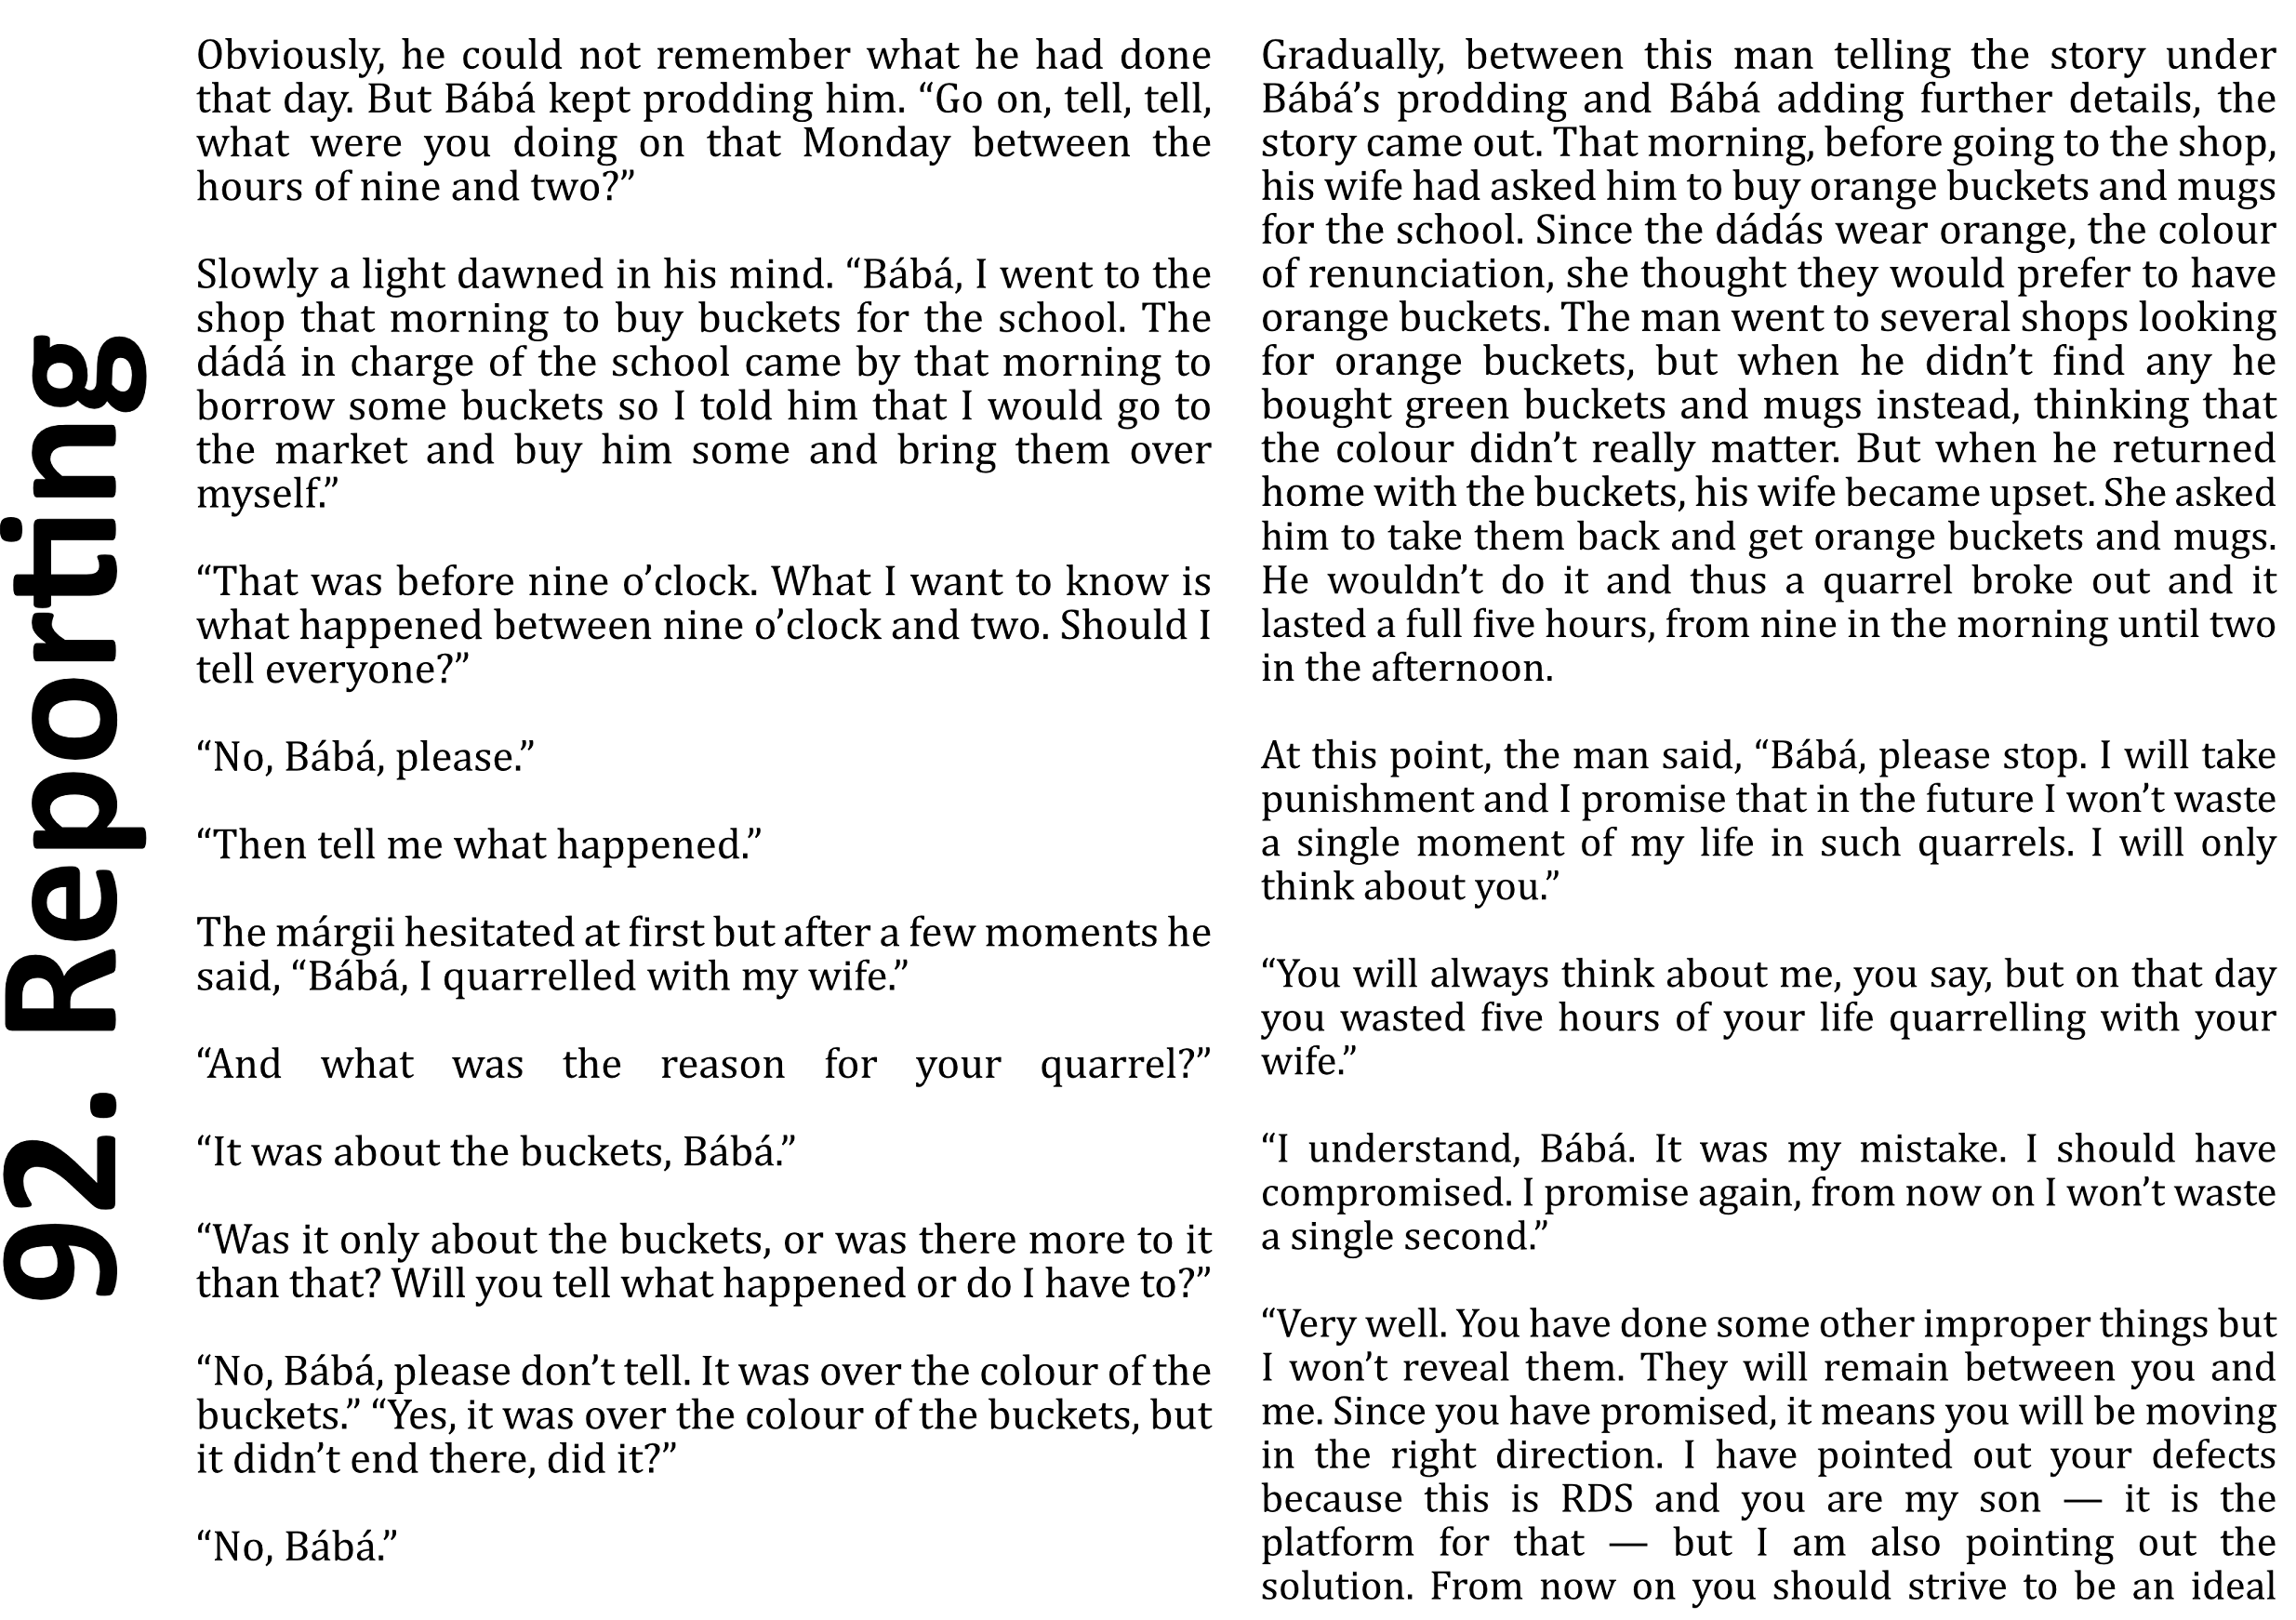 92. Reporting
Obviously, he could not remember what he had done
that day. But Bábá kept prodding him. “Go on, tell, tell,
what were you doing on that Monday between the
hours of nine and two?”
Slowly a light dawned in his mind. “Bábá, I went to the
shop that morning to buy buckets for the school. The
dádá in charge of the school came by that morning to
borrow some buckets so I told him that I would go to
the market and buy him some and bring them over
myself.”
“That was before nine o’clock. What I want to know is
what happened between nine o’clock and two. Should I
tell everyone?”
“No, Bábá, please.”
“Then tell me what happened.”
The márgii hesitated at first but after a few moments he
said, “Bábá, I quarrelled with my wife.”
“And what was the reason for your quarrel?”
“It was about the buckets, Bábá.”
“Was it only about the buckets, or was there more to it
than that? Will you tell what happened or do I have to?”
“No, Bábá, please don’t tell. It was over the colour of the
buckets.” “Yes, it was over the colour of the buckets, but
it didn’t end there, did it?”
“No, Bábá.”
Gradually, between this man telling the story under
Bábá’s prodding and Bábá adding further details, the
story came out. That morning, before going to the shop,
his wife had asked him to buy orange buckets and mugs
for the school. Since the dádás wear orange, the colour
of renunciation, she thought they would prefer to have
orange buckets. The man went to several shops looking
for orange buckets, but when he didn’t find any he
bought green buckets and mugs instead, thinking that
the colour didn’t really matter. But when he returned
home with the buckets, his wife became upset. She asked
him to take them back and get orange buckets and mugs.
He wouldn’t do it and thus a quarrel broke out and it
lasted a full five hours, from nine in the morning until two
in the afternoon.
At this point, the man said, “Bábá, please stop. I will take
punishment and I promise that in the future I won’t waste
a single moment of my life in such quarrels. I will only
think about you.”
“You will always think about me, you say, but on that day
you wasted five hours of your life quarrelling with your
wife.”
“I understand, Bábá. It was my mistake. I should have
compromised. I promise again, from now on I won’t waste
a single second.”
“Very well. You have done some other improper things but
I won’t reveal them. They will remain between you and
me. Since you have promised, it means you will be moving
in the right direction. I have pointed out your defects
because this is RDS and you are my son — it is the
platform for that — but I am also pointing out the
solution. From now on you should strive to be an ideal